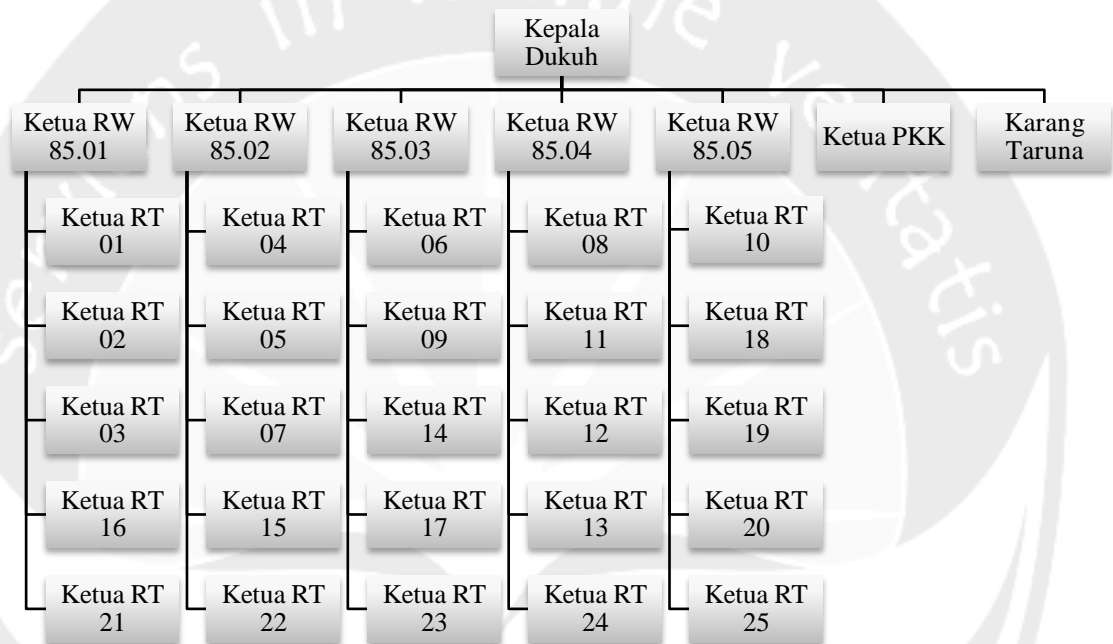 Kepala
Dukuh
Ketua RW
85.01
Ketua RW
85.02
Ketua RW
85.03
Ketua RW
85.04
Ketua RW
85.05
Ketua PKK
Karang
Taruna
Ketua RT
01
Ketua RT
02
Ketua RT
03
Ketua RT
16
Ketua RT
21
Ketua RT
04
Ketua RT
05
Ketua RT
07
Ketua RT
15
Ketua RT
22
Ketua RT
06
Ketua RT
09
Ketua RT
14
Ketua RT
17
Ketua RT
23
Ketua RT
08
Ketua RT
11
Ketua RT
12
Ketua RT
13
Ketua RT
24
Ketua RT
10
Ketua RT
18
Ketua RT
19
Ketua RT
20
Ketua RT
25